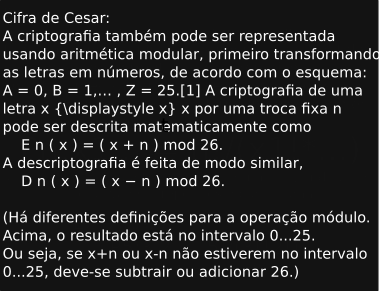 Cifra de Cesar:
A criptografia também pode ser representada
usando aritmética modular, primeiro transformando
as letras em números, de acordo com o esquema:
A = 0, B = 1,... , Z = 25.[1] A criptografia de uma
letra x {\displaystyle x} x por uma troca fixa n
pode ser descrita matematicamente como
E n ( x ) = ( x + n ) mod 26.
A descriptografia é feita de modo similar,
D n ( x ) = ( x − n ) mod 26.

(Há diferentes definições para a operação módulo.
Acima, o resultado está no intervalo 0...25.
Ou seja, se x+n ou x-n não estiverem no intervalo
0...25, deve-se subtrair ou adicionar 26.)